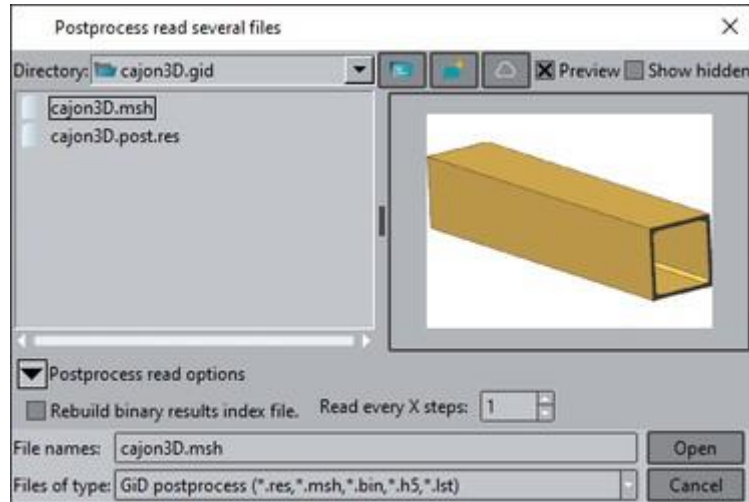 Postprocess read several files
Directory: cajon3D.gid Preview Show hidden
cajon3D.msh
cajon3D.post.res
Postprocess read options
Rebuild binary results index file. Read every X steps: 1
File names: cajon3D.msh Open
Files of type: GiD postprocess (*.res,*.msh,*.bin,*.h5,*.lst) Cancel